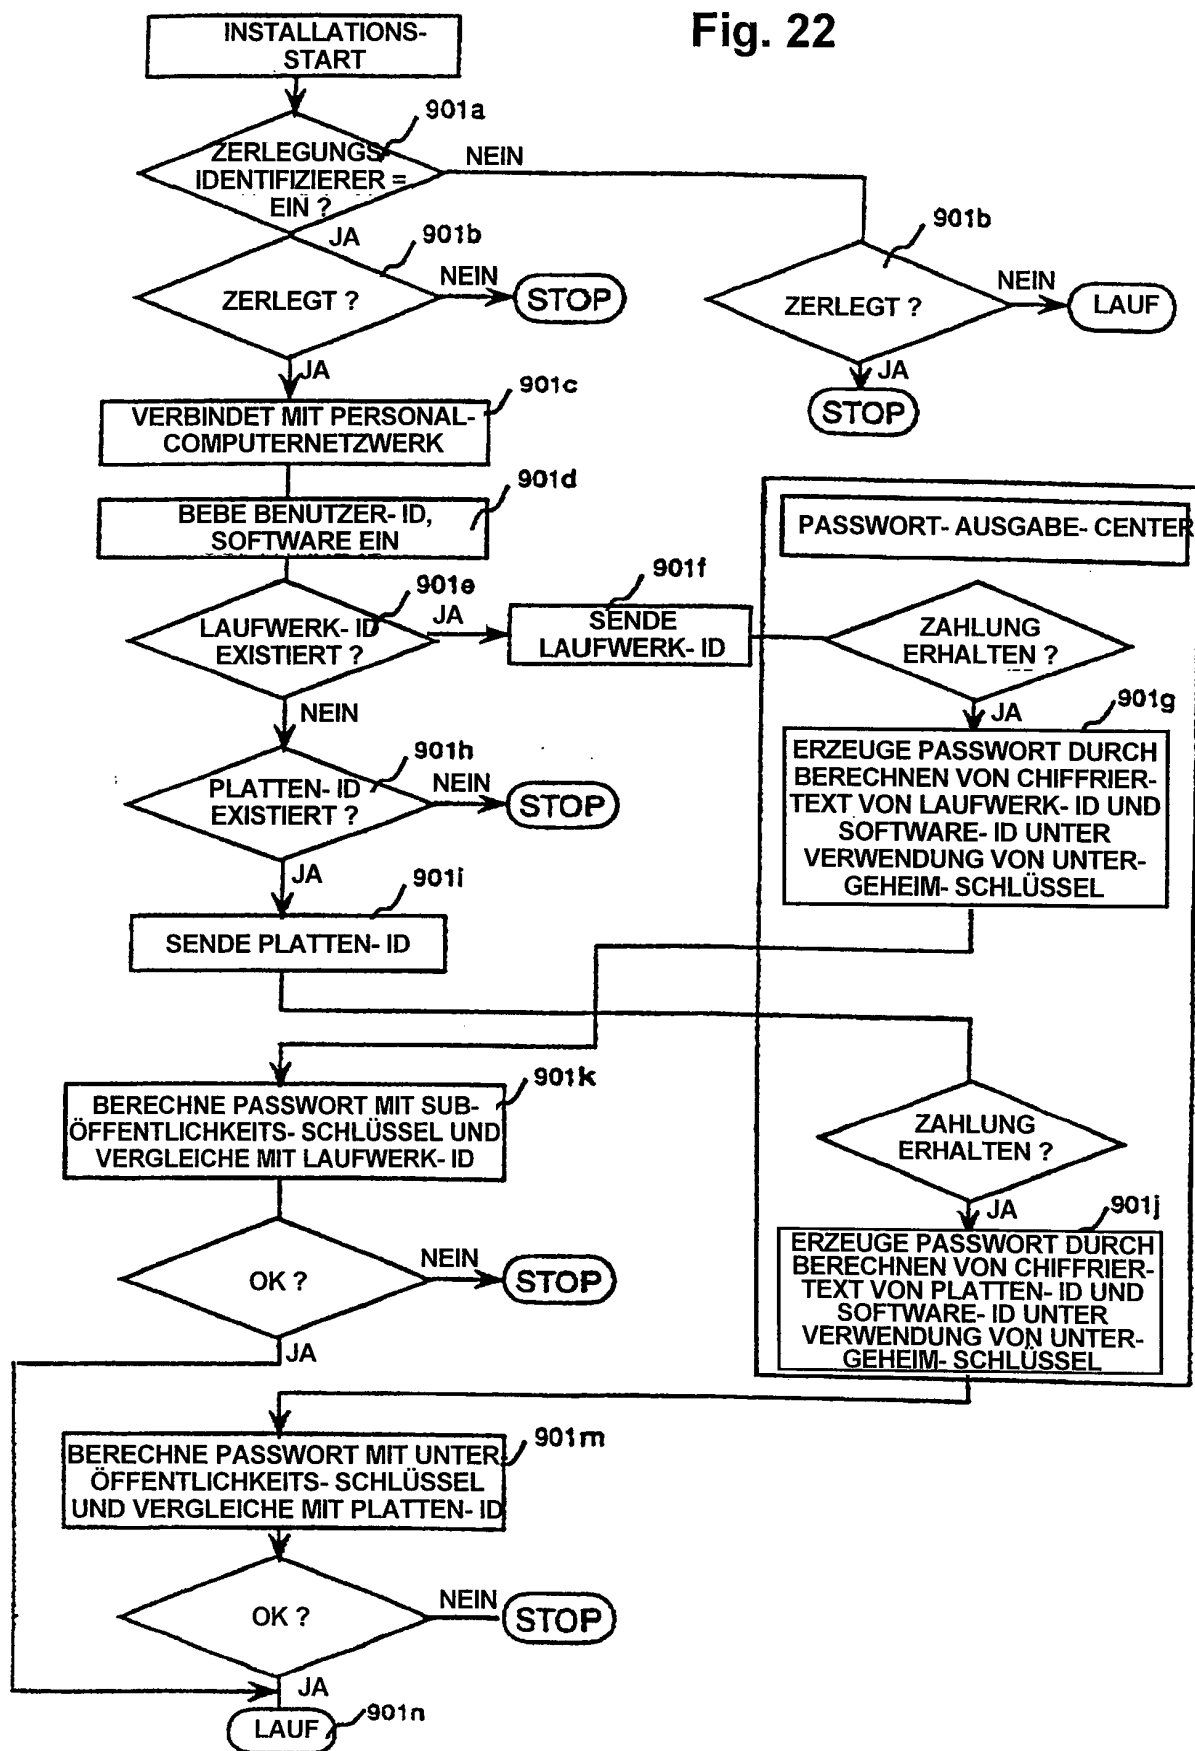 Fig. 22
INSTALLATIONS-
START
901a
ZERLEGUNGS-
IDENTIFIZIERER =
EIN ?
NEIN
JA
901b
ZERLEGT ?
NEIN
STOP
901b
ZERLEGT ?
NEIN
LAUF
JA
STOP
JA
901c
VERBINDET MIT PERSONAL-
COMPUTERNETZWERK
901d
BEBE BENUTZER- ID,
SOFTWARE EIN
901e
LAUFWERK- ID
EXISTIERT ?
JA
901f
SENDE
LAUFWERK- ID
PASSWORT- AUSGABE- CENTER
ZAHLUNG
ERHALTEN ?
JA
901g
ERZEUGE PASSWORT DURCH
BERECHNEN VON CHIFFRIER-
TEXT VON LAUFWERK- ID UND
SOFTWARE- ID UNTER
VERWENDUNG VON UNTER-
GEHEIM- SCHLÜSSEL
NEIN
901h
PLATTEN- ID
EXISTIERT ?
NEIN
STOP
JA
901i
SENDE PLATTEN- ID
ZAHLUNG
ERHALTEN ?
JA
901j
ERZEUGE PASSWORT DURCH
BERECHNEN VON CHIFFRIER-
TEXT VON PLATTEN- ID UND
SOFTWARE- ID UNTER
VERWENDUNG VON UNTER-
GEHEIM- SCHLÜSSEL
901k
BERECHNE PASSWORT MIT SUB-
ÖFFENTLICHKEITS- SCHLÜSSEL UND
VERGLEICHE MIT LAUFWERK- ID
OK ?
NEIN
STOP
JA
901m
BERECHNE PASSWORT MIT UNTER
ÖFFENTLICHKEITS- SCHLÜSSEL
UND VERGLEICHE MIT PLATTEN- ID
OK ?
NEIN
STOP
JA
LAUF
901n